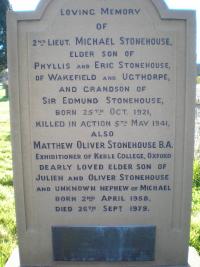 LOVING MEMORY
OF
2ND LIEUT. MICHAEL STONEHOUSE,
ELDER SON OF
PHYLLIS AND ERIC STONEHOUSE,
OF WAKEFIELD AND UGTHORPE,
AND GRANDSON OF
SIR EDMUND STONEHOUSE,
BORN 25TH OCT. 1921,
KILLED IN ACTION 5TH MAY 1941,
ALSO
MATTHEW OLIVER STONEHOUSE B.A.
EXHIBITIONER OF KEBLE COLLEGE, OXFORD
DEARLY LOVED ELDER SON OF
JULIEN AND OLIVER STONEHOUSE
AND UNKNOWN NEPHEW OF MICHAEL
BORN 2ND APRIL 1958,
DIED 26TH SEPT 1979.